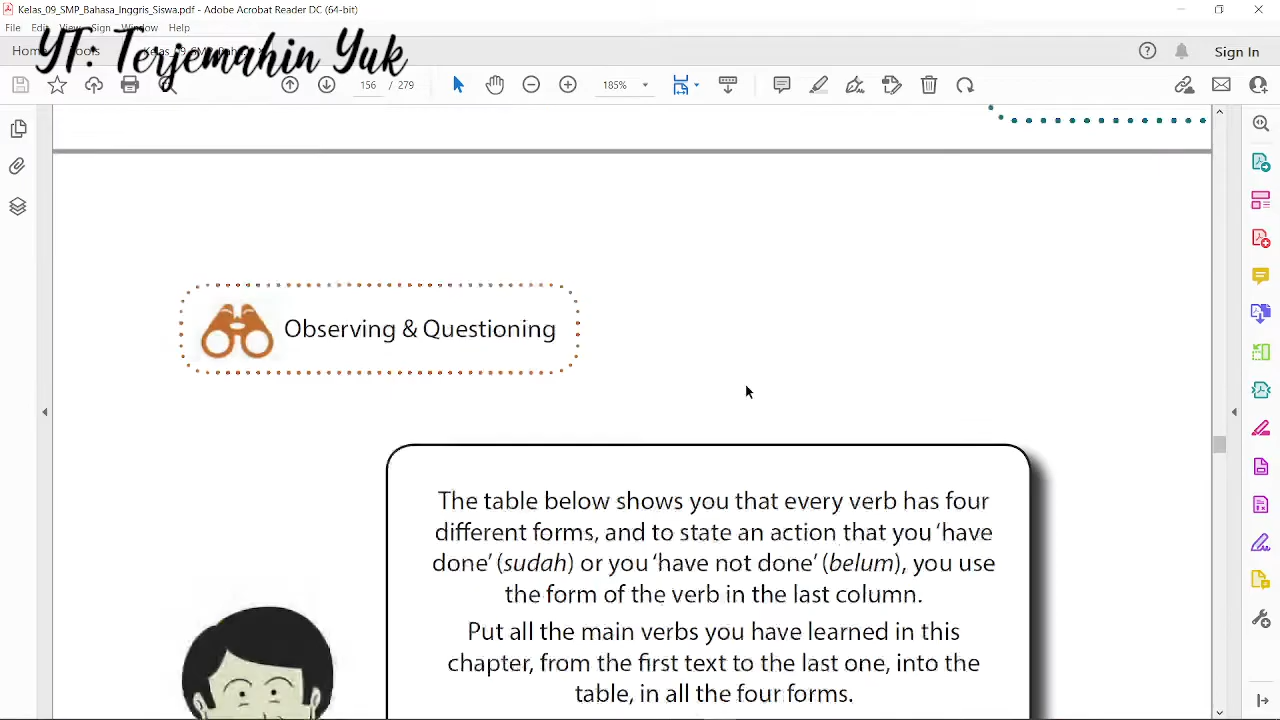 Kelas_09_SMP_Bahasa_Inggris_Siswa.pdf - Adobe Acrobat Reader DC (64-bit)
File Edit View Sign Window Help
YT: Terjemahin Yuk
Home Tools
Sign In
156 / 279
185%
Observing & Questioning
The table below shows you that every verb has four
different forms, and to state an action that you ‘have
done’ (sudah) or you ‘have not done’ (belum), you use
the form of the verb in the last column.
Put all the main verbs you have learned in this
chapter, from the first text to the last one, into the
table, in all the four forms.